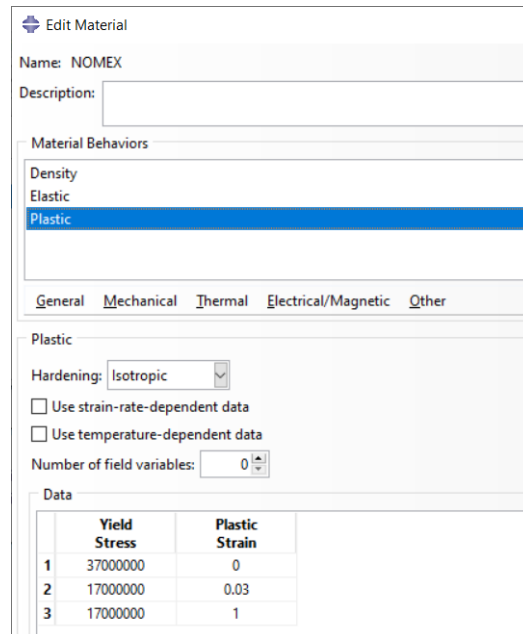 Edit Material
Name: NOMEX
Description:
Material Behaviors
Density
Elastic
Plastic
General Mechanical Thermal Electrical/Magnetic Other
Plastic
Hardening: Isotropic
Use strain-rate-dependent data
Use temperature-dependent data
Number of field variables: 0
Data
Yield Stress Plastic Strain
1 37000000 0
2 17000000 0.03
3 17000000 1